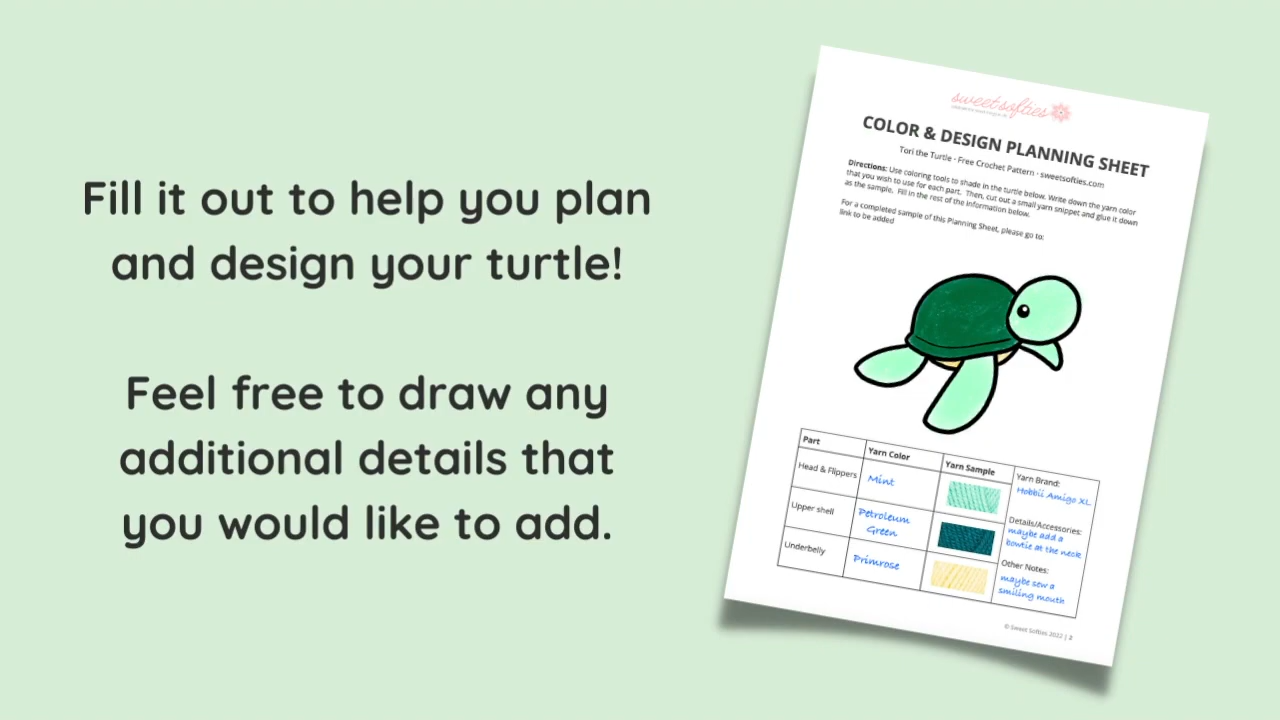 Fill it out to help you plan
and design your turtle!
Feel free to draw any
additional details that
you would like to add.
sweet softies
COLOR & DESIGN PLANNING SHEET
Tori the Turtle · Free Crochet Pattern · sweetsofties.com
Directions: Use coloring tools to shade in the turtle below. Write down the yarn color
that you wish to use for each part. Then, cut out a small yarn snippet and glue it down
as the sample. Fill in the rest of the information below.
For a completed sample of this Planning Sheet, please go to:
link to be added
Part
Yarn Color
Yarn Sample
Head & Flippers
Mint
Upper shell
Petroleum
Green
Underbelly
Primrose
Yarn Brand:
Hobbii Amigo XL
Details/Accessories:
maybe add a
bowtie at the neck
Other Notes:
maybe sew a
smiling mouth
© Sweet Softies 2022 | 2